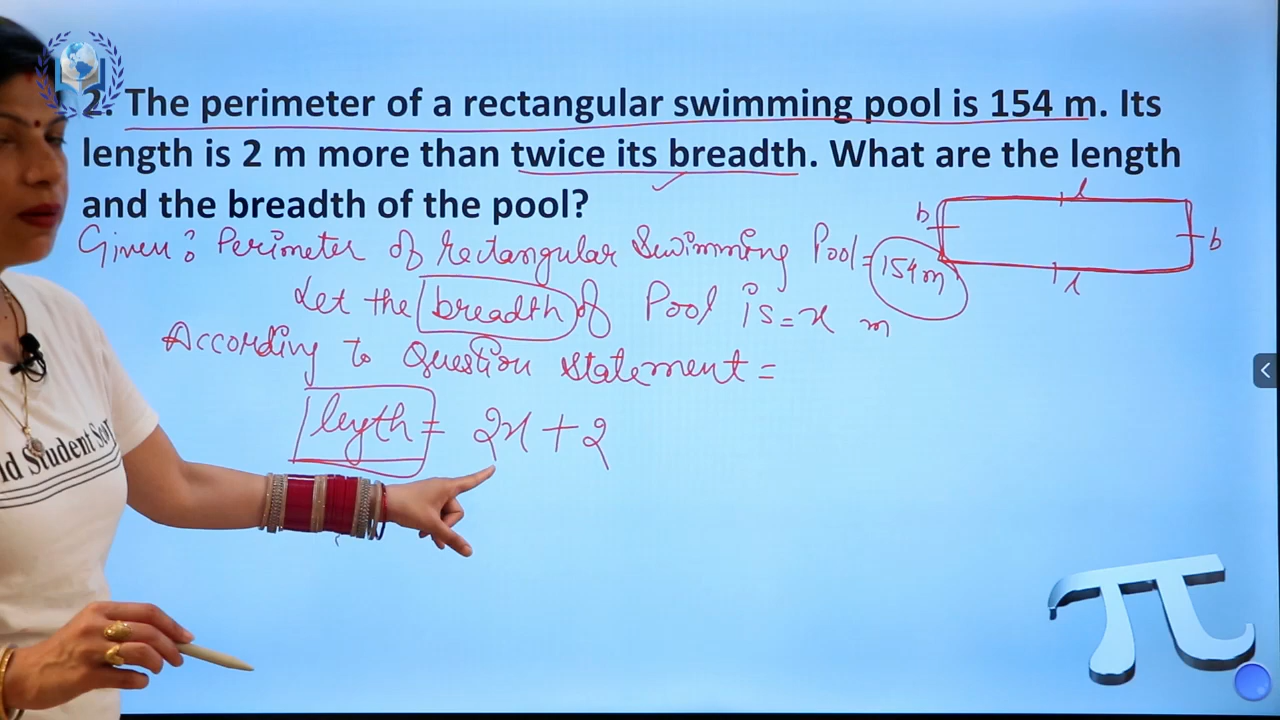 2. The perimeter of a rectangular swimming pool is 154 m. Its
length is 2 m more than twice its breadth. What are the length
and the breadth of the pool?
l
b
b
l
Given: Perimeter of Rectangular Swimming Pool = 154 m
Let the breadth of Pool is = x m
According to Question Statement =
length = 2x + 2
ld Student
π